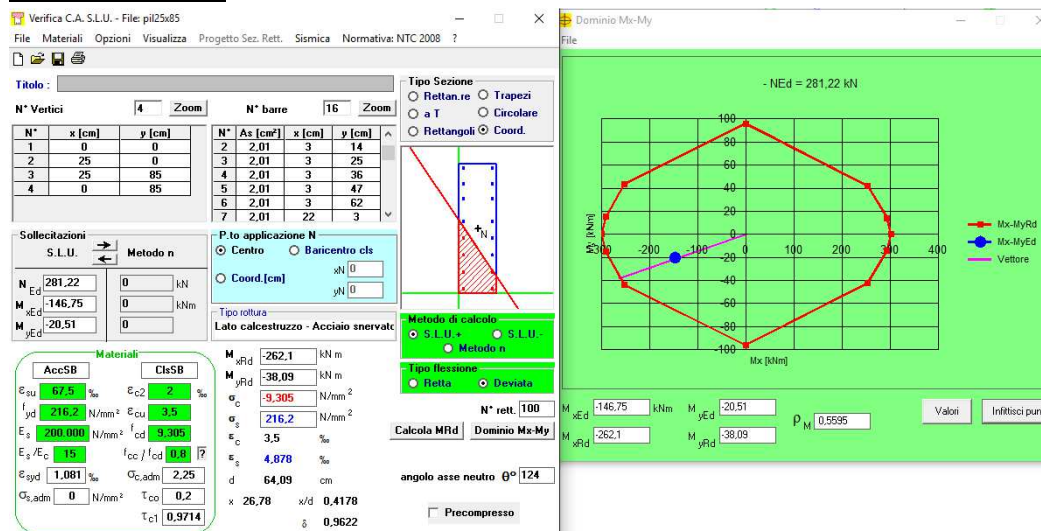 Verifica C.A. S.L.U. - File: pil25x85
File Materiali Opzioni Visualizza Progetto Sez. Rett. Sismica Normativa: NTC 2008 ?
Titolo :
N° Vertici 4 Zoom N° barre 16 Zoom
N° x [cm] y [cm]
1 0 0
2 25 0
3 25 85
4 0 85
N° As [cm²] x [cm] y [cm]
2 2,01 3 14
3 2,01 3 25
4 2,01 3 36
5 2,01 3 47
6 2,01 3 62
7 2,01 22 3
Tipo Sezione
Rettan.re Trapezi
a T Circolare
Rettangoli Coord.
N
Sollecitazioni
S.L.U. Metodo n
N Ed 281,22 0 kN
M xEd -146,75 0 kNm
M yEd -20,51 0
P.to applicazione N
Centro Baricentro cls
Coord.[cm] xN 0
yN 0
Tipo rottura
Lato calcestruzzo - Acciaio snervato
Metodo di calcolo
S.L.U.+ S.L.U.-
Metodo n
Tipo flessione
Retta Deviata
N° rett. 100
Calcola MRd Dominio Mx-My
angolo asse neutro θ° 124
Precompresso
Materiali
AccSB ClsSB
εsu 67,5 ‰ εc2 2 ‰
fyd 216,2 N/mm² εcu 3,5
Es 200.000 N/mm² fcd 9,305
Es/Ec 15 fcc / fcd 0,8 ?
εsyd 1,081 ‰ σc,adm 2,25
σs,adm 0 N/mm² τco 0,2
τc1 0,9714
M xRd -262,1 kN m
M yRd -38,09 kN m
σc -9,305 N/mm²
σs 216,2 N/mm²
εc 3,5 ‰
εs 4,878 ‰
d 64,09 cm
x 26,78 x/d 0,4178
δ 0,9622
Dominio Mx-My
File
- NEd = 281,22 kN
100
80
60
40
20
-300 -200 -100 0 100 200 300 400
-20
-40
-60
-80
-100
Mx [kNm]
Mx-MyRd
Mx-MyEd
Vettore
M xEd -146,75 kNm M yEd -20,51
M xRd -262,1 M yRd -38,09
ρM 0,5595
Valori Infittisci pun